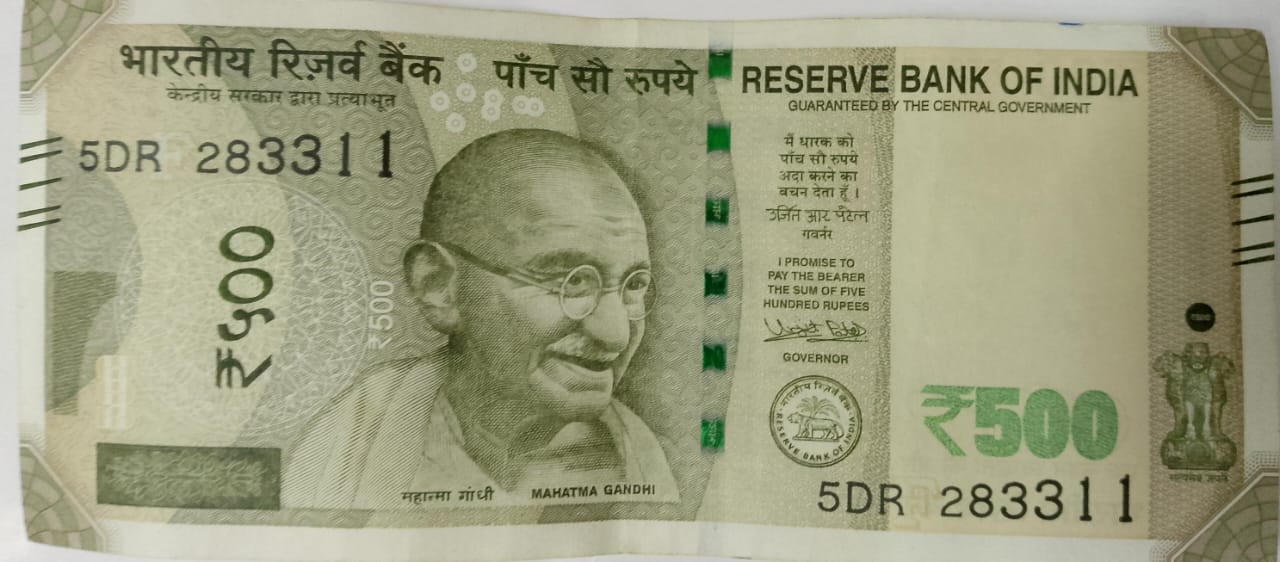 भारतीय रिज़र्व बैंक
केन्द्रीय सरकार द्वारा प्रत्याभूत
पाँच सौ रुपये
RESERVE BANK OF INDIA
GUARANTEED BY THE CENTRAL GOVERNMENT
5DR 283311
₹५००
₹500
मैं धारक को
पाँच सौ रुपये
अदा करने का
वचन देता हूँ ।
उर्जित आर पटेल
गवर्नर
I PROMISE TO
PAY THE BEARER
THE SUM OF FIVE
HUNDRED RUPEES
Urjit Patel
GOVERNOR
भारतीय रिज़र्व बैंक
RESERVE BANK OF INDIA
₹500
सत्यमेव जयते
महात्मा गांधी
MAHATMA GANDHI
5DR 283311